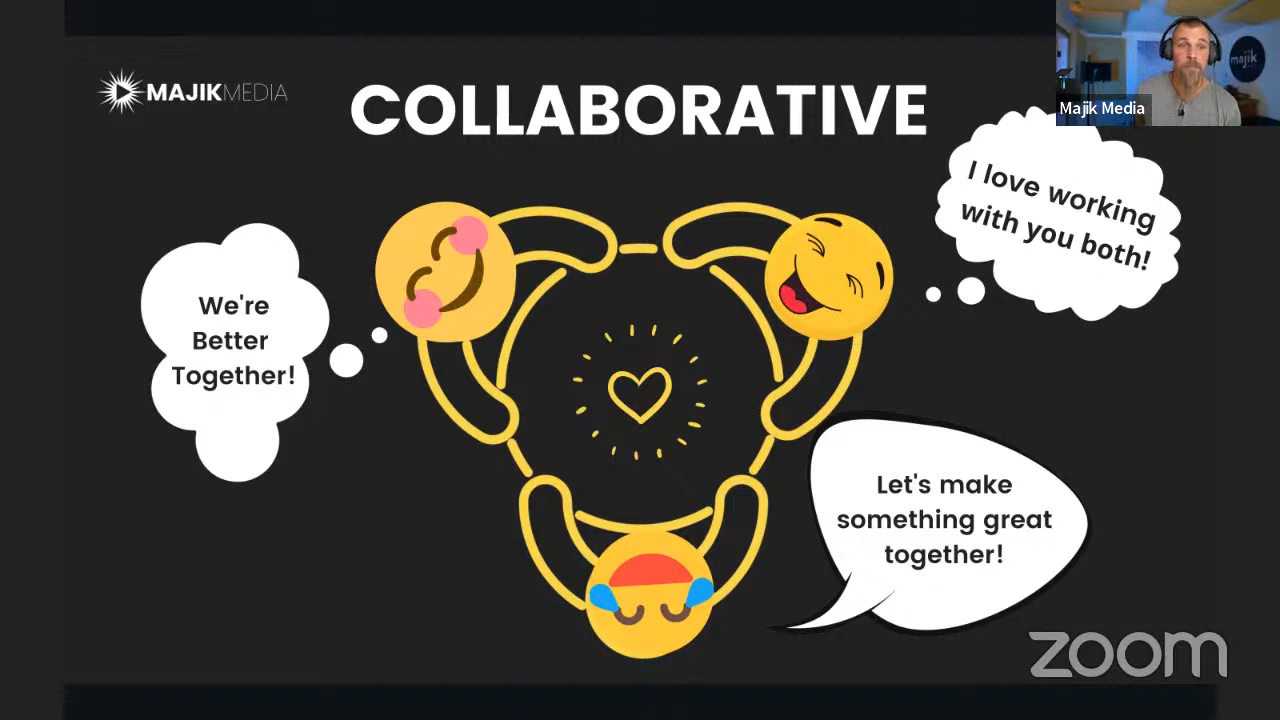 MAJIKMEDIA
COLLABORATIVE
majik
Majik Media
I love working
with you both!
We're
Better
Together!
Let's make
something great
together!
zoom